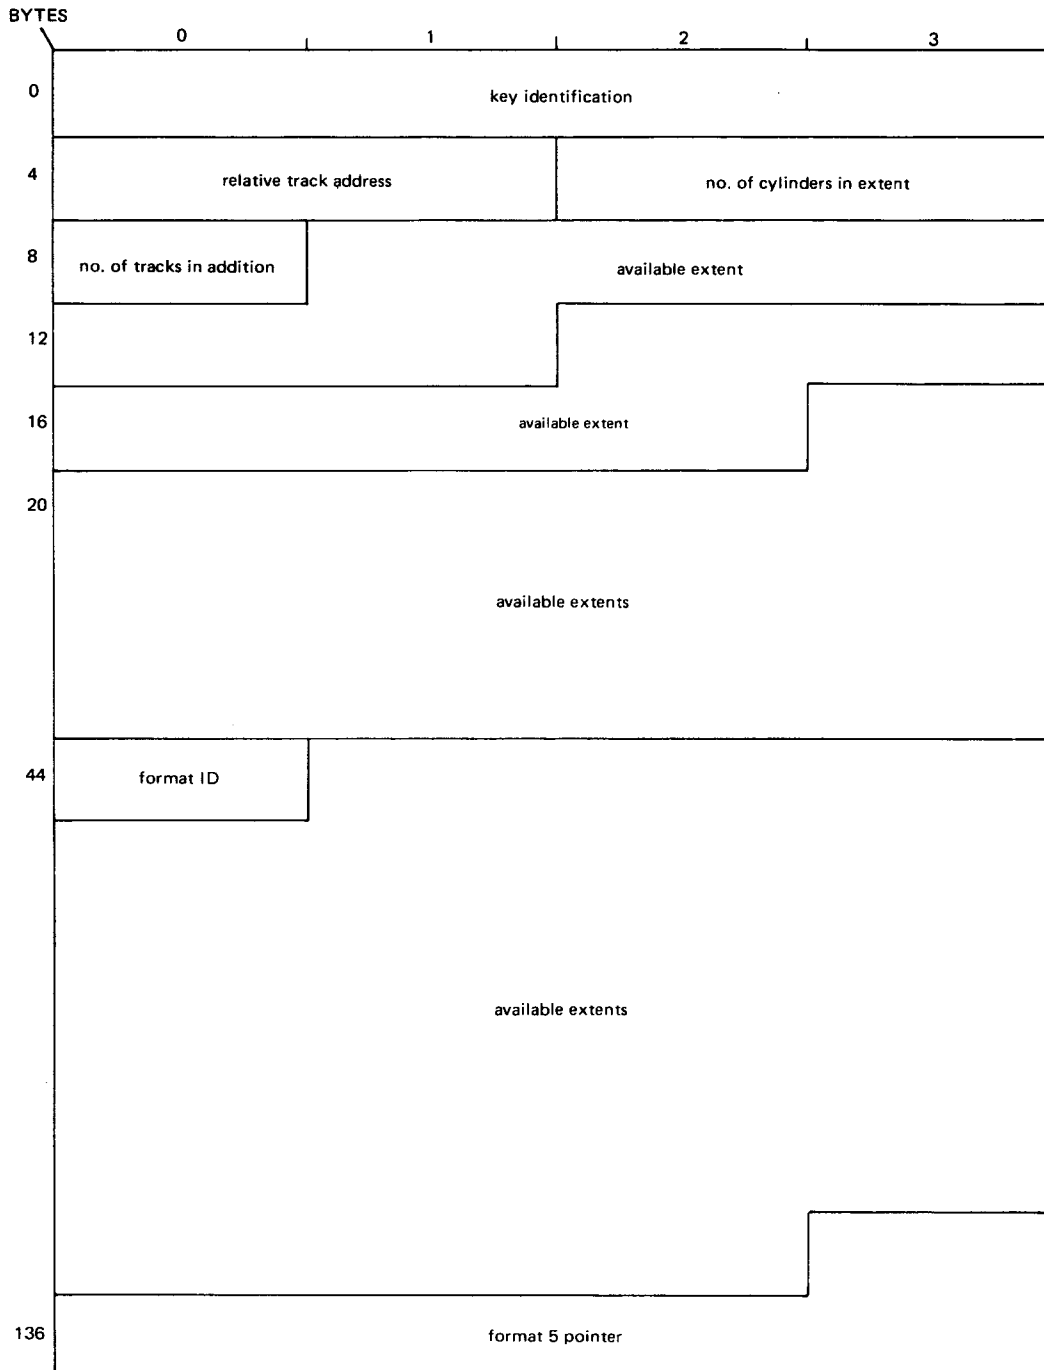 BYTES
0 1 2 3
0 key identification
4 relative track address no. of cylinders in extent
8 no. of tracks in addition available extent
12
16 available extent
20
available extents
44 format ID
available extents
136 format 5 pointer